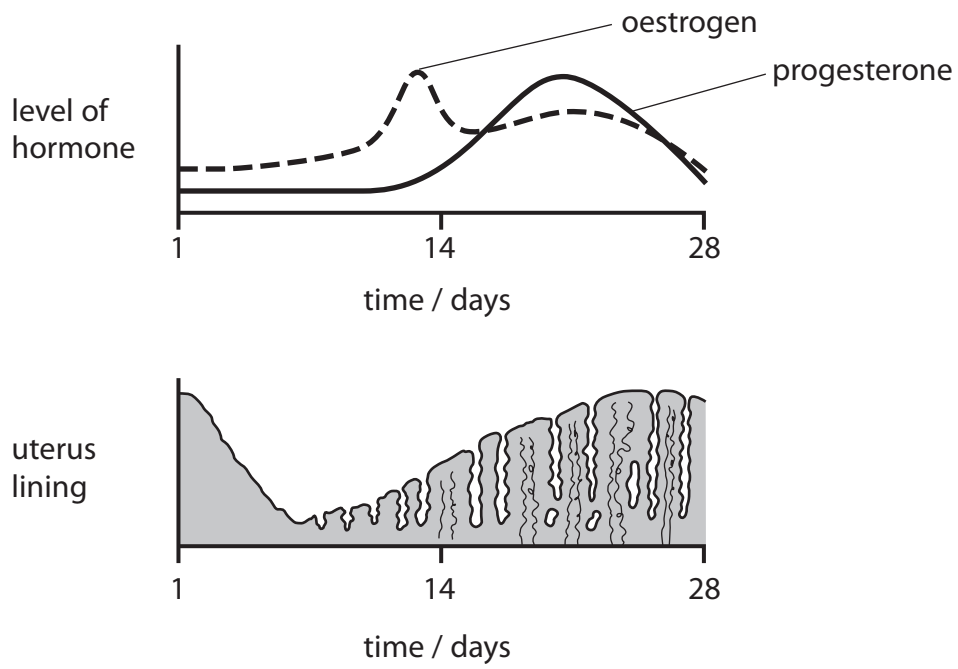 oestrogen
progesterone
level of
hormone
1
14
28
time / days
uterus
lining
1
14
28
time / days